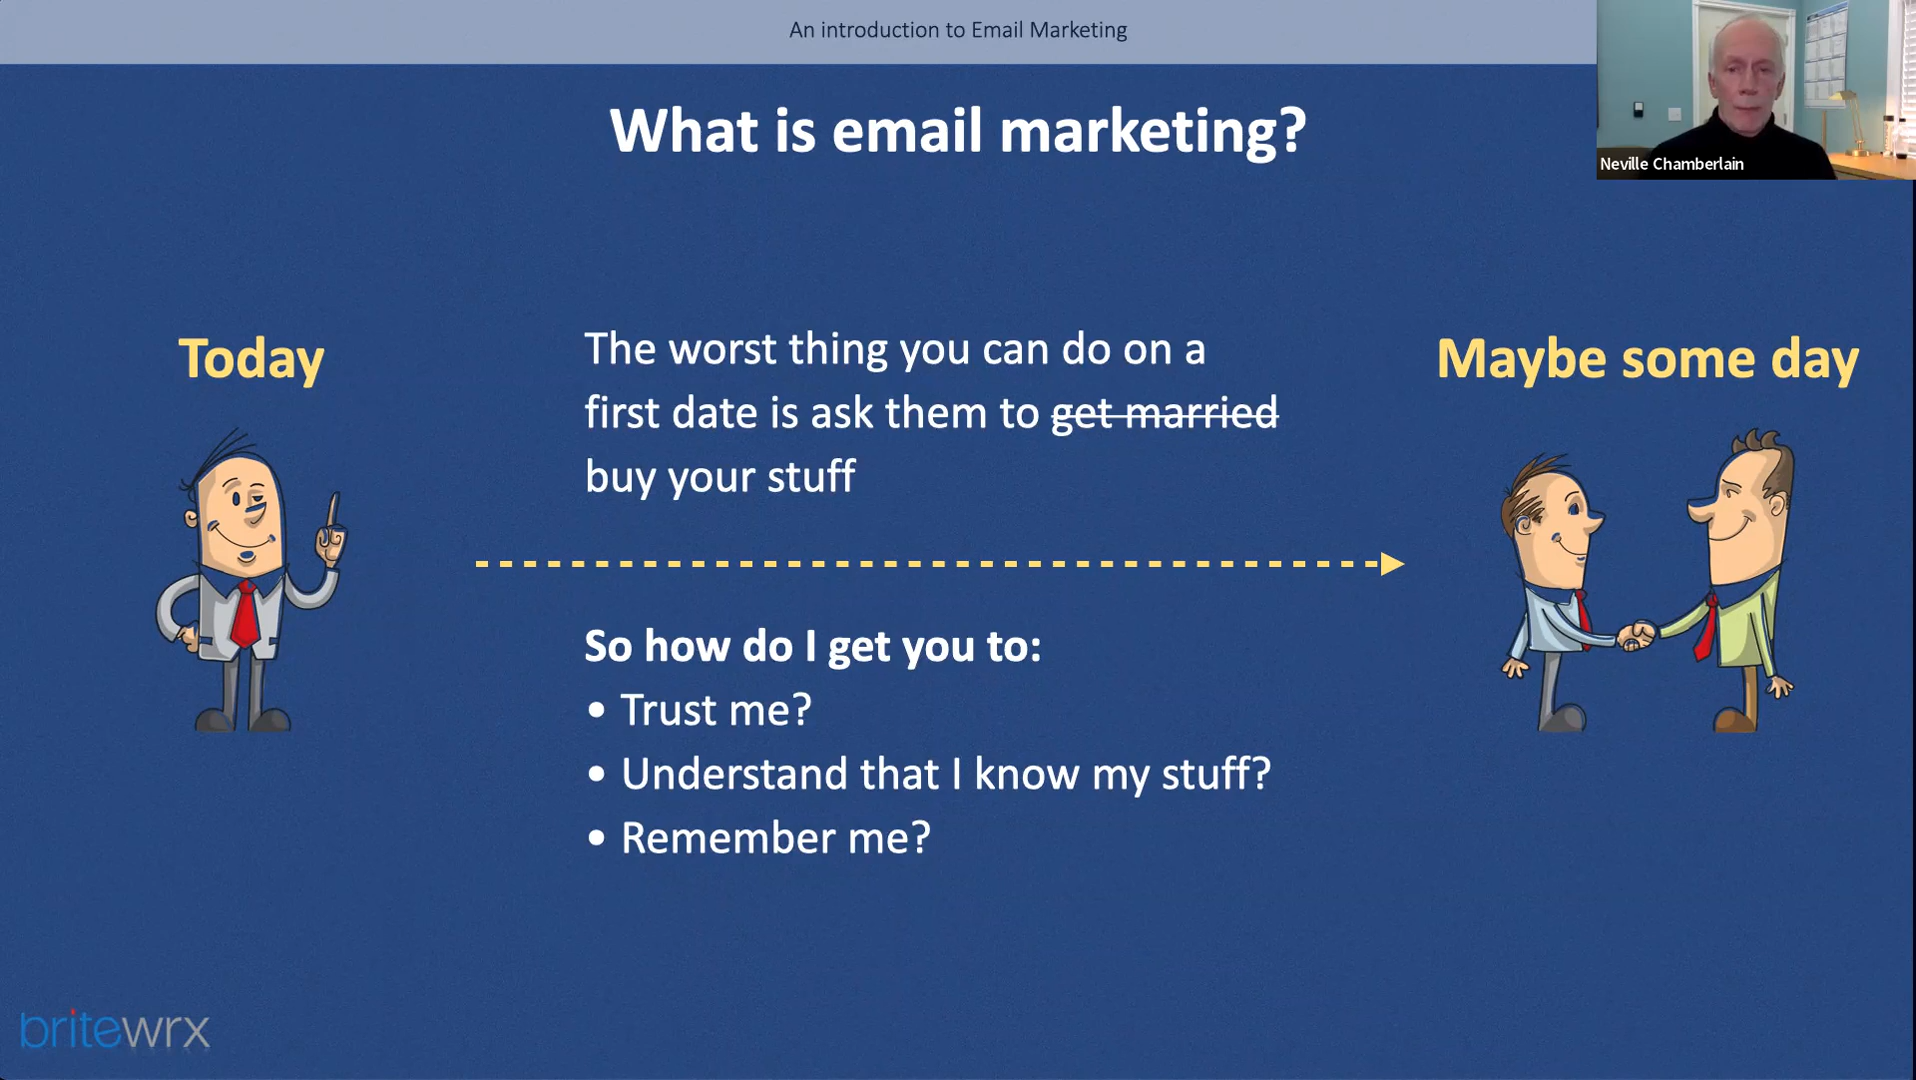 An introduction to Email Marketing
Neville Chamberlain
What is email marketing?
Today
The worst thing you can do on a
first date is ask them to get married
buy your stuff
Maybe some day
So how do I get you to:
• Trust me?
• Understand that I know my stuff?
• Remember me?
britewrx